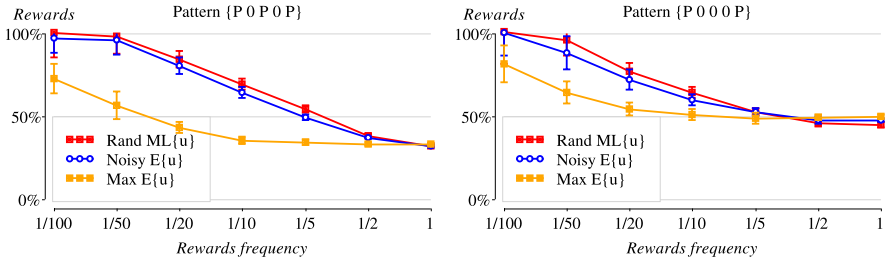 Rewards
Pattern {P 0 P 0 P}
100%
50%
0%
Rand ML{u}
Noisy E{u}
Max E{u}
1/100 1/50 1/20 1/10 1/5 1/2 1
Rewards frequency
Rewards
Pattern {P 0 0 0 P}
100%
50%
0%
Rand ML{u}
Noisy E{u}
Max E{u}
1/100 1/50 1/20 1/10 1/5 1/2 1
Rewards frequency